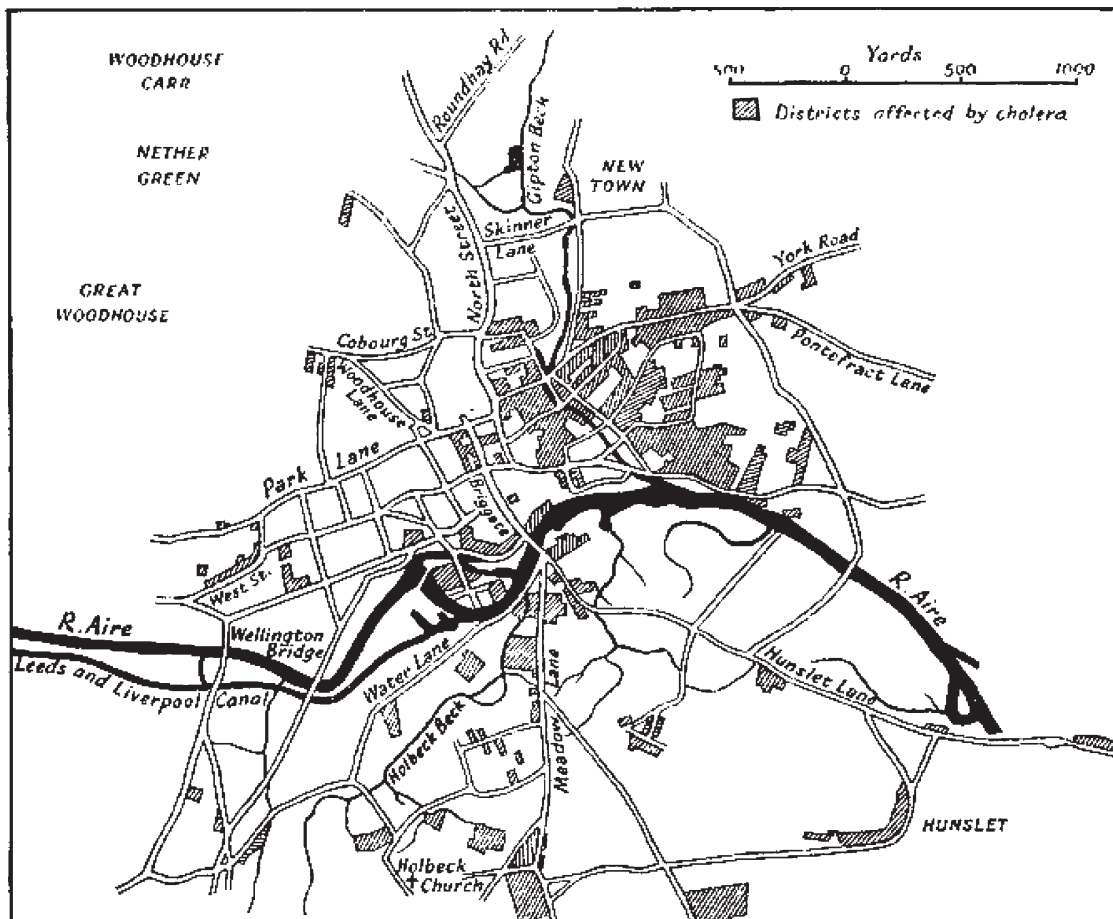 WOODHOUSE
CARR
NETHER
GREEN
GREAT
WOODHOUSE
Yards
500 0 500 1000
Districts affected by cholera
Roundhay Rd
Gipton Beck
NEW
TOWN
North Street
Skinner
Lane
York Road
Pontefract Lane
Cobourg St.
Woodhouse
Lane
Park Lane
Briggate
West St.
R. Aire
Wellington
Bridge
Leeds and Liverpool Canal
Water Lane
R. Aire
Hunslet Lane
Meadow Lane
Holbeck Beck
HUNSLET
Holbeck
Church